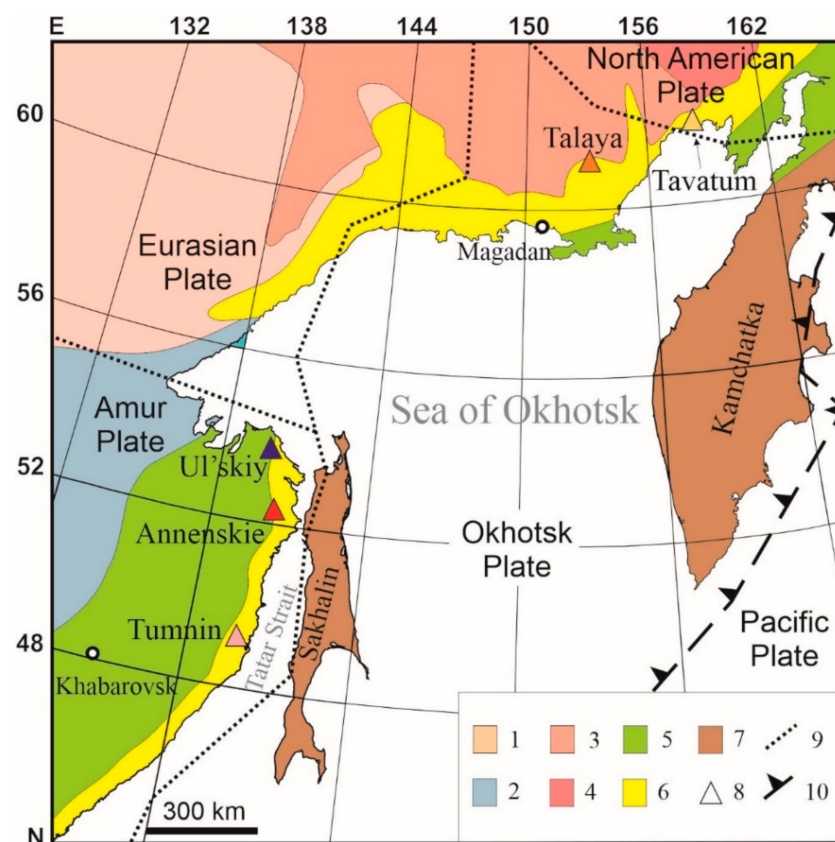 E 132 138 144 150 156 162
North American
Plate
60
Talaya
Tavatum
Magadan
Eurasian
Plate
56
Kamchatka
Sea of Okhotsk
Amur
Plate
Ul'skiy
52
Annenskie
Okhotsk
Plate
Tatar Strait
Sakhalin
Tumnin
Pacific
Plate
48
Khabarovsk
1 3 5 7 9
2 4 6 8 10
300 km
N